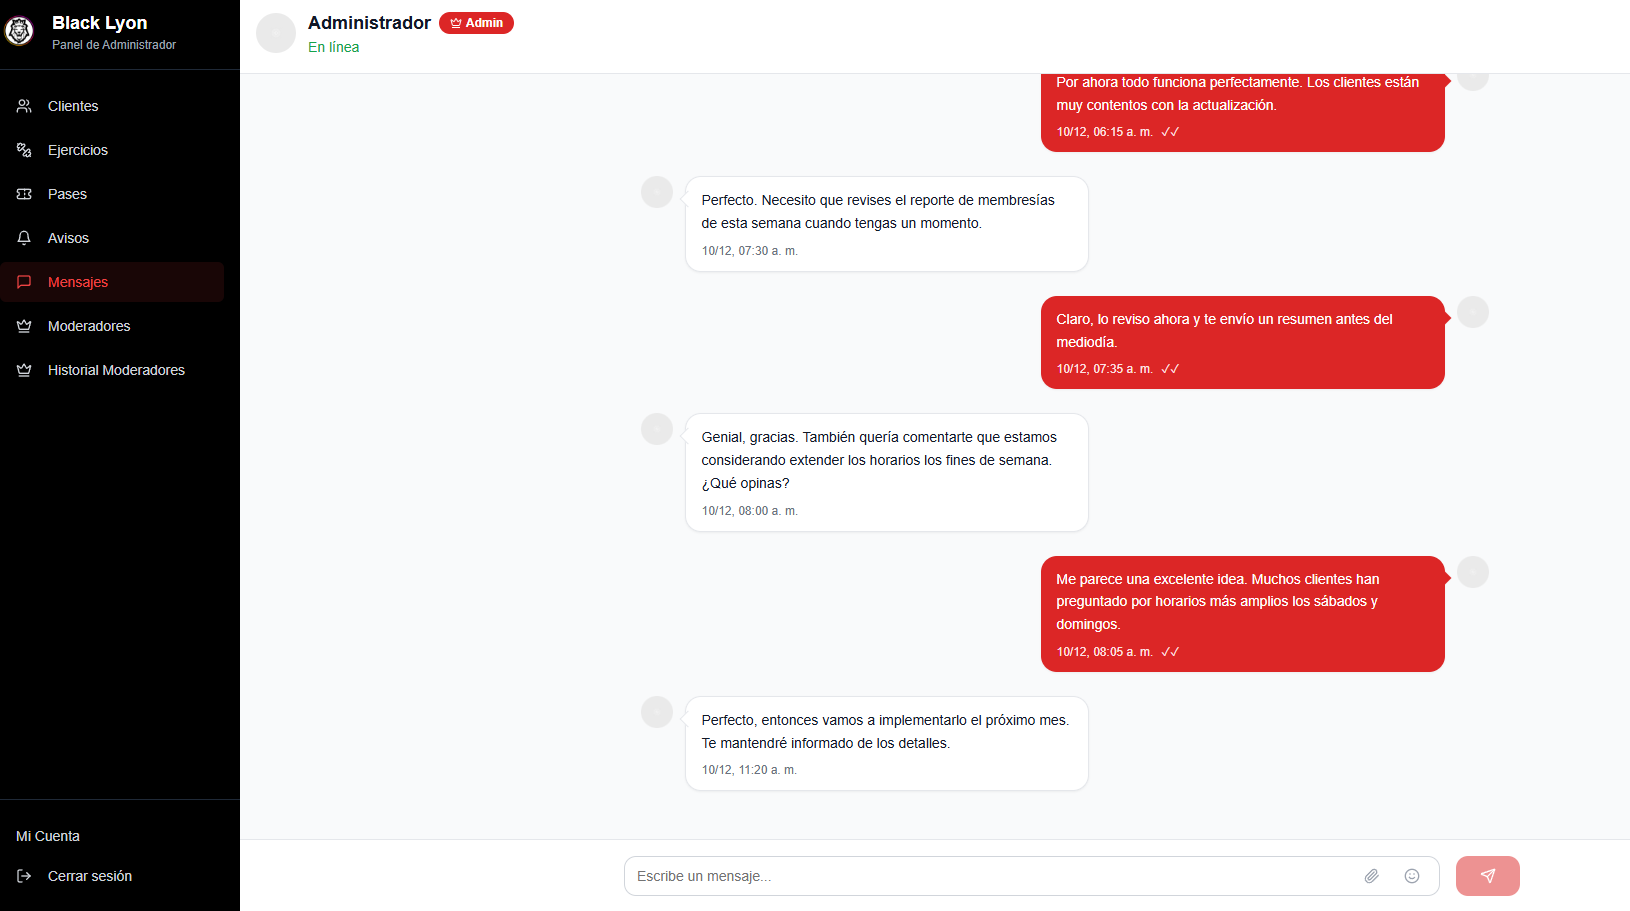 Black Lyon
Panel de Administrador
Clientes
Ejercicios
Pases
Avisos
Mensajes
Moderadores
Historial Moderadores
Mi Cuenta
Cerrar sesión
Administrador
Admin
En línea
Por ahora todo funciona perfectamente. Los clientes están
muy contentos con la actualización.
10/12, 06:15 a. m.
Perfecto. Necesito que revises el reporte de membresías
de esta semana cuando tengas un momento.
10/12, 07:30 a. m.
Claro, lo reviso ahora y te envío un resumen antes del
mediodía.
10/12, 07:35 a. m.
Genial, gracias. También quería comentarte que estamos
considerando extender los horarios los fines de semana.
¿Qué opinas?
10/12, 08:00 a. m.
Me parece una excelente idea. Muchos clientes han
preguntado por horarios más amplios los sábados y
domingos.
10/12, 08:05 a. m.
Perfecto, entonces vamos a implementarlo el próximo mes.
Te mantendré informado de los detalles.
10/12, 11:20 a. m.
Escribe un mensaje...